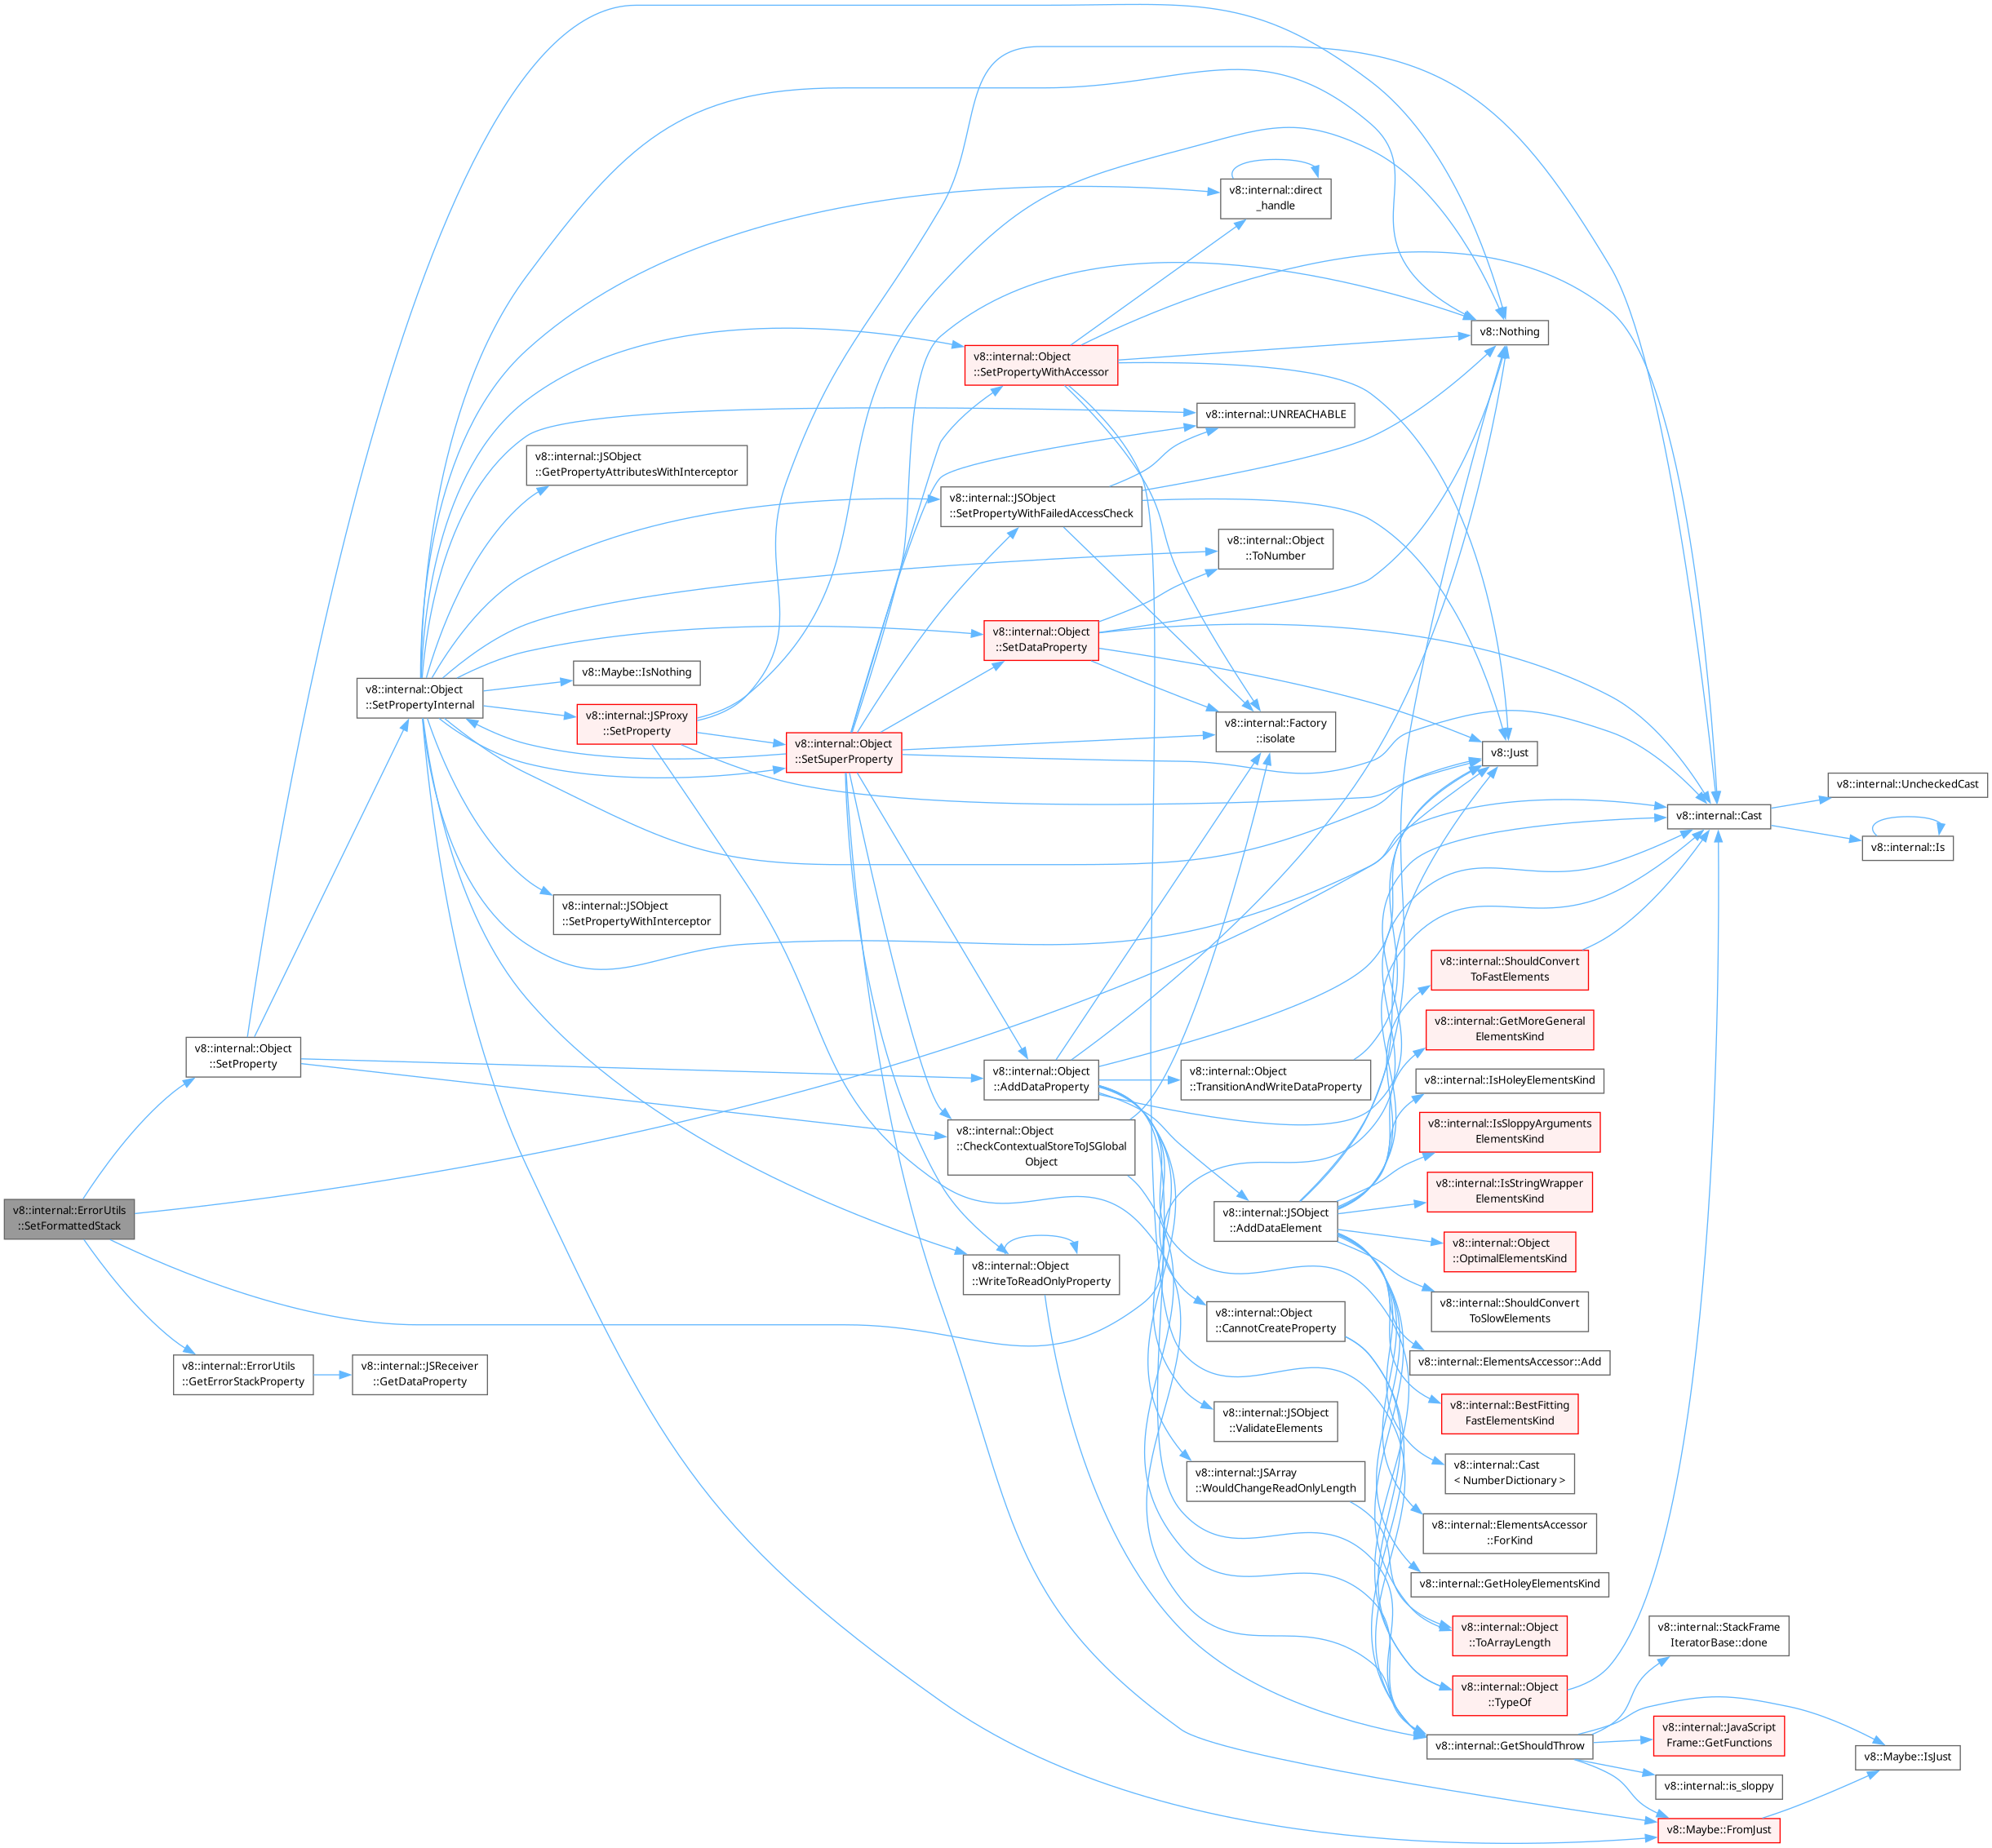 v8::internal::ErrorUtils
::SetFormattedStack
v8::internal::Object
::SetProperty
v8::internal::ErrorUtils
::GetErrorStackProperty
v8::internal::JSReceiver
::GetDataProperty
v8::internal::Object
::SetPropertyInternal
v8::internal::JSObject
::GetPropertyAttributesWithInterceptor
v8::Maybe::IsNothing
v8::internal::JSProxy
::SetProperty
v8::internal::JSObject
::SetPropertyWithInterceptor
v8::internal::Object
::SetSuperProperty
v8::internal::Object
::SetPropertyWithAccessor
v8::internal::JSObject
::SetPropertyWithFailedAccessCheck
v8::internal::Object
::SetDataProperty
v8::internal::Object
::AddDataProperty
v8::internal::Object
::CheckContextualStoreToJSGlobal
Object
v8::internal::Object
::WriteToReadOnlyProperty
v8::internal::direct
_handle
v8::internal::UNREACHABLE
v8::internal::Object
::ToNumber
v8::internal::Factory
::isolate
v8::internal::Object
::TransitionAndWriteDataProperty
v8::internal::JSObject
::AddDataElement
v8::internal::Object
::CannotCreateProperty
v8::internal::JSObject
::ValidateElements
v8::internal::JSArray
::WouldChangeReadOnlyLength
v8::Nothing
v8::Just
v8::internal::ShouldConvert
ToFastElements
v8::internal::GetMoreGeneral
ElementsKind
v8::internal::IsHoleyElementsKind
v8::internal::IsSloppyArguments
ElementsKind
v8::internal::IsStringWrapper
ElementsKind
v8::internal::Object
::OptimalElementsKind
v8::internal::ShouldConvert
ToSlowElements
v8::internal::ElementsAccessor::Add
v8::internal::BestFitting
FastElementsKind
v8::internal::Cast
< NumberDictionary >
v8::internal::ElementsAccessor
::ForKind
v8::internal::GetHoleyElementsKind
v8::internal::Object
::ToArrayLength
v8::internal::Object
::TypeOf
v8::internal::GetShouldThrow
v8::internal::Cast
v8::internal::StackFrame
IteratorBase::done
v8::internal::JavaScript
Frame::GetFunctions
v8::internal::is_sloppy
v8::Maybe::FromJust
v8::internal::UncheckedCast
v8::internal::Is
v8::Maybe::IsJust